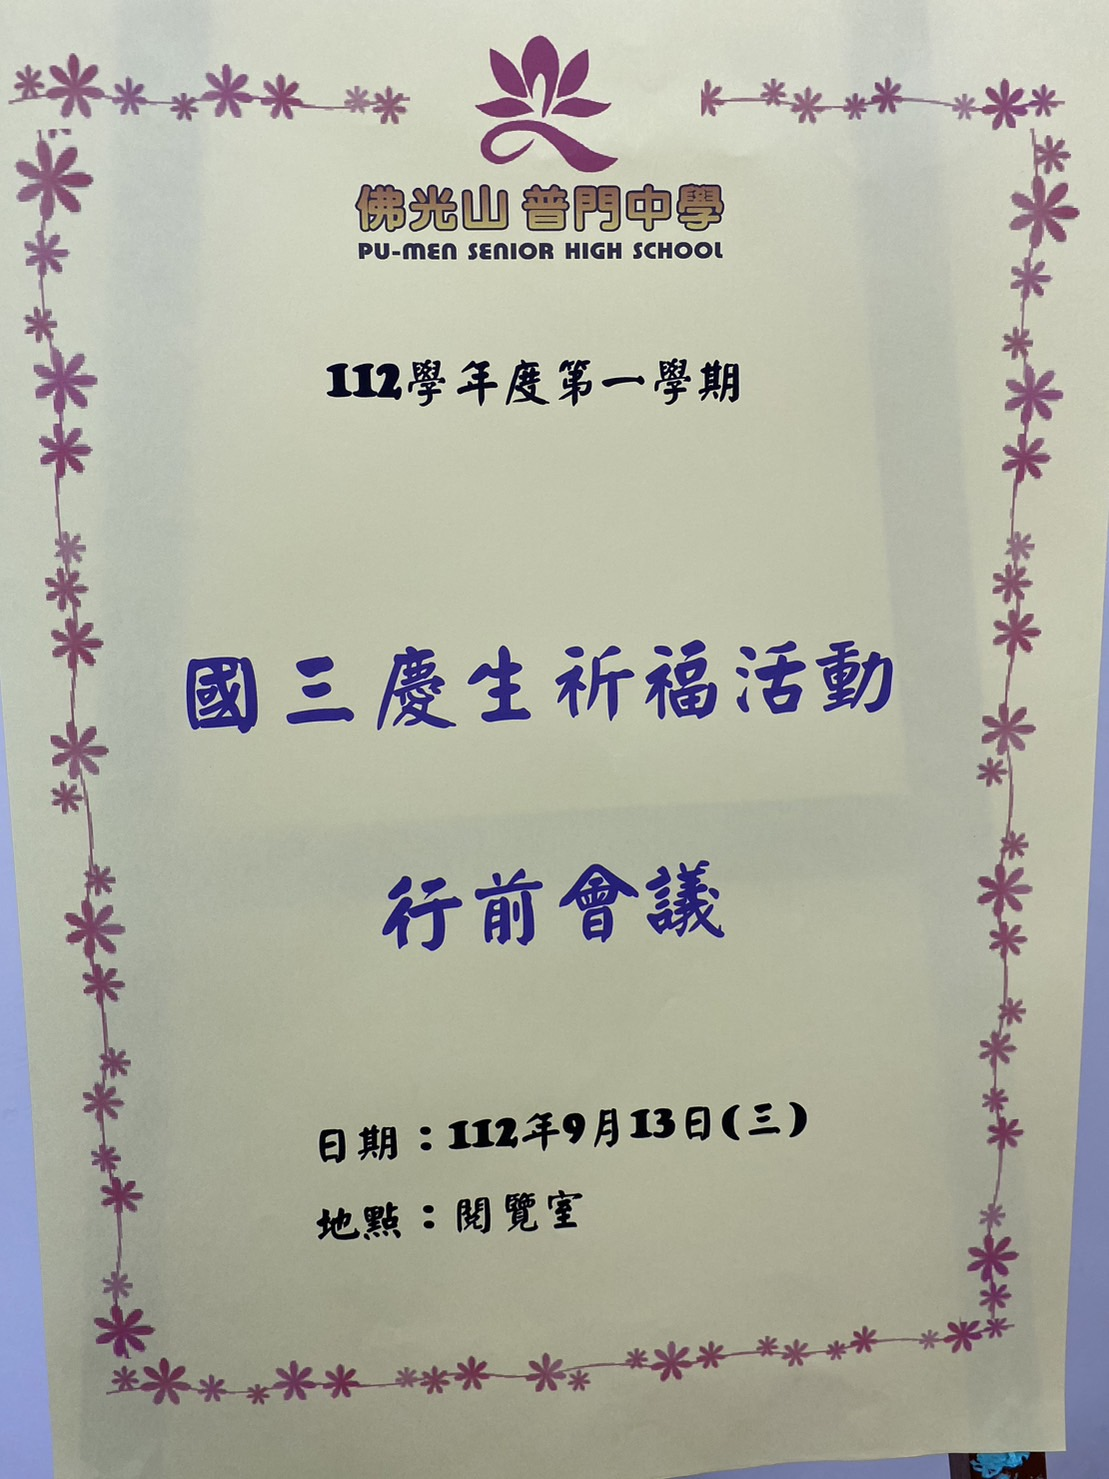 佛光山 普門中學
PU-MEN SENIOR HIGH SCHOOL
112學年度第一學期
國三慶生祈福活動
行前會議
日期：112年9月13日(三)
地點：閱覽室